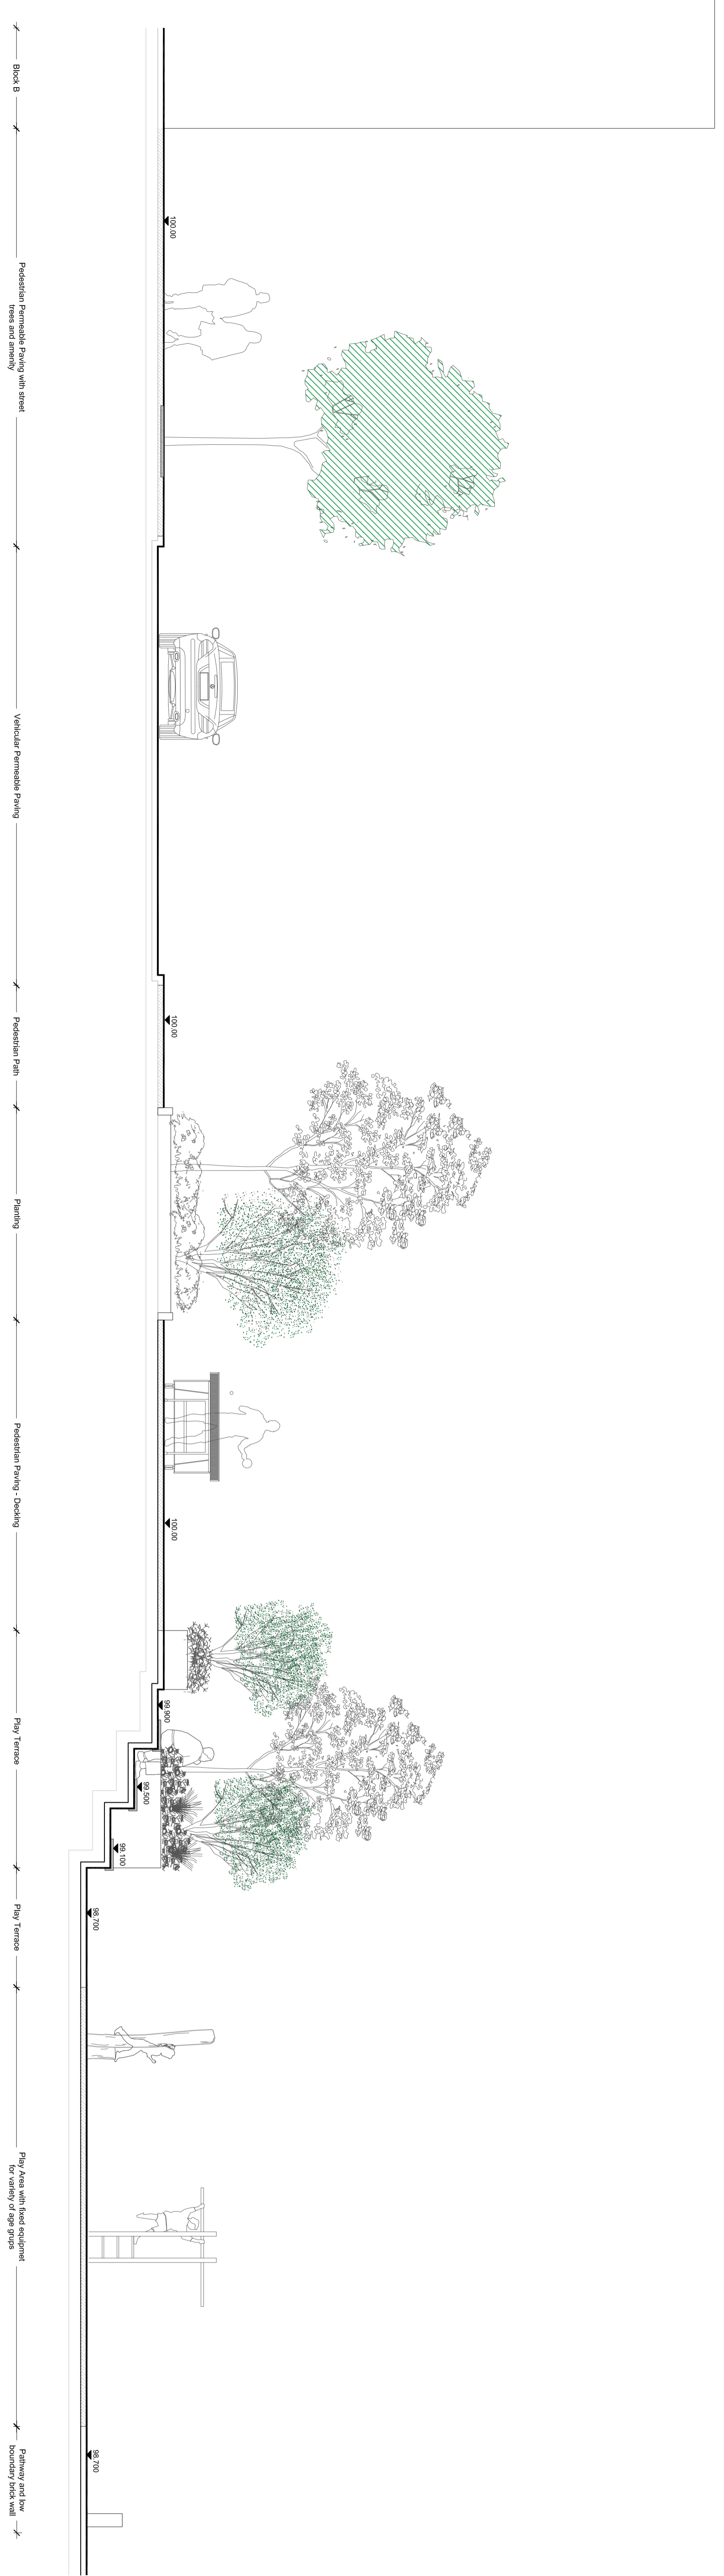 Block B
Pedestrian Permeable Paving with street
trees and amenity
Vehicular Permeable Paving
Pedestrian Path
Planting
Pedestrian Paving - Decking
Play Terrace
Play Terrace
Play Area with fixed equipmet
for variety of age grups
Pathway and low
boundary brick wall
100.00
100.00
100.00
99.900
99.500
99.100
98.700
98.700